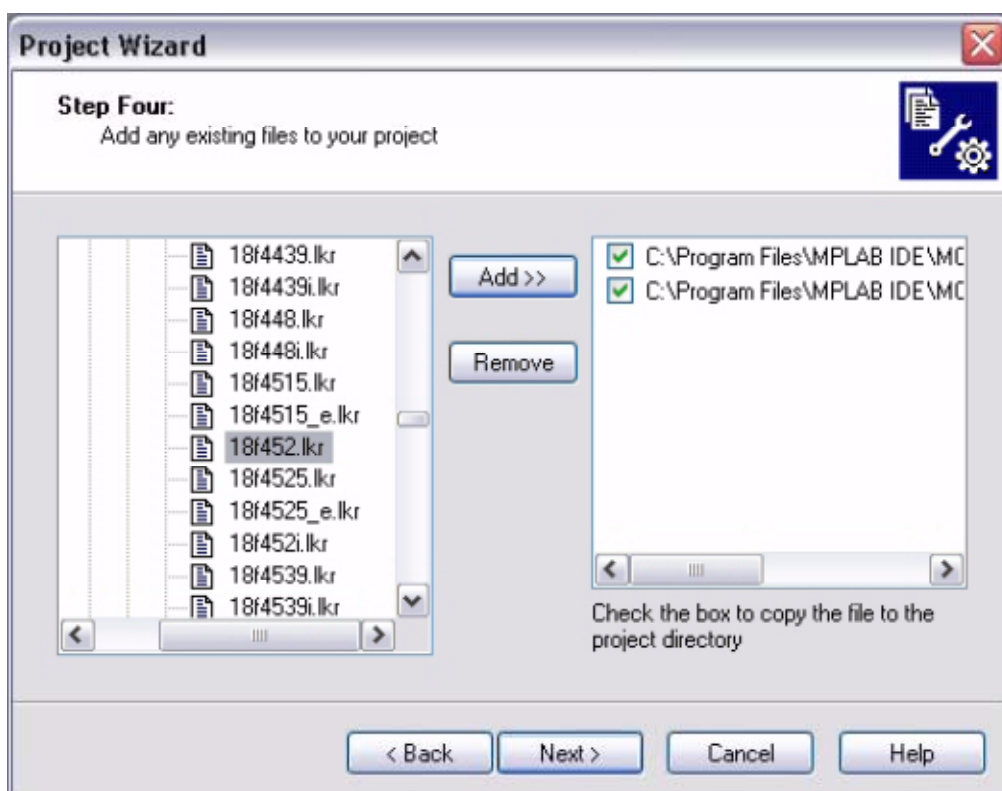 Project Wizard
Step Four:
Add any existing files to your project
18f4439.lkr
18f4439i.lkr
18f448.lkr
18f448i.lkr
18f4515.lkr
18f4515_e.lkr
18f452.lkr
18f4525.lkr
18f4525_e.lkr
18f452i.lkr
18f4539.lkr
18f4539i.lkr
Add >>
Remove
C:\Program Files\MPLAB IDE\MC
C:\Program Files\MPLAB IDE\MC
Check the box to copy the file to the
project directory
< Back
Next >
Cancel
Help